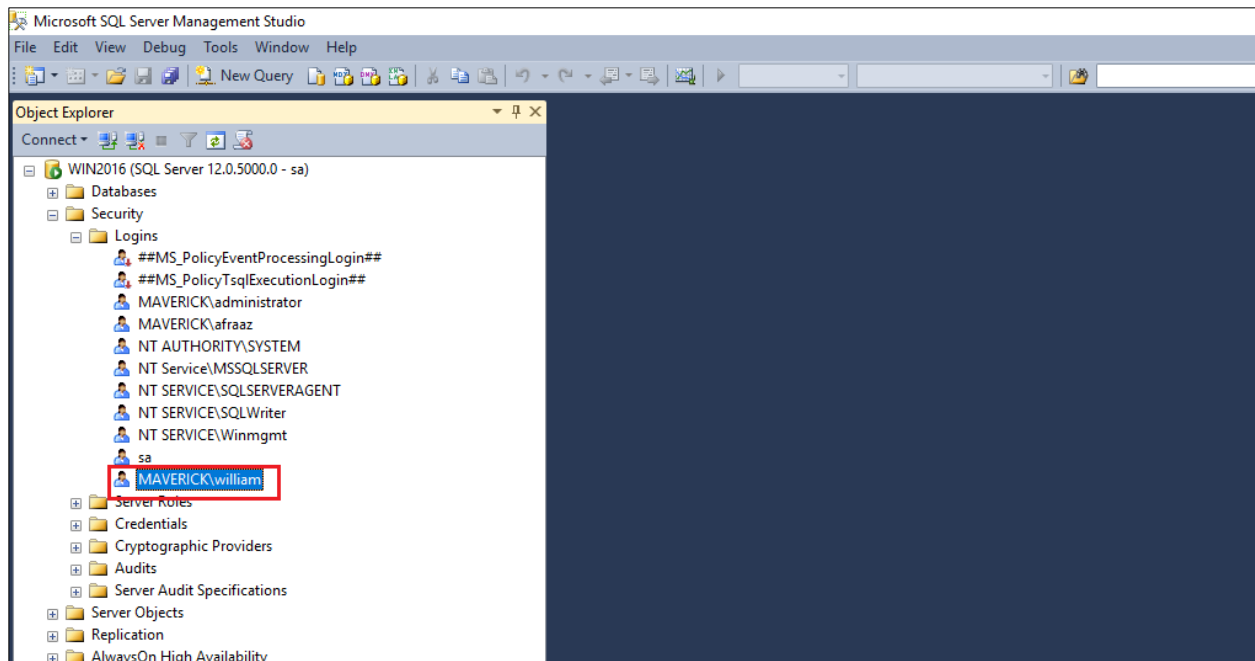 Microsoft SQL Server Management Studio
File Edit View Debug Tools Window Help
New Query
Object Explorer
Connect
WIN2016 (SQL Server 12.0.5000.0 - sa)
Databases
Security
Logins
##MS_PolicyEventProcessingLogin##
##MS_PolicyTsqlExecutionLogin##
MAVERICK\administrator
MAVERICK\afraaz
NT AUTHORITY\SYSTEM
NT Service\MSSQLSERVER
NT SERVICE\SQLSERVERAGENT
NT SERVICE\SQLWriter
NT SERVICE\Winmgmt
sa
MAVERICK\william
Server Roles
Credentials
Cryptographic Providers
Audits
Server Audit Specifications
Server Objects
Replication
AlwaysOn High Availability